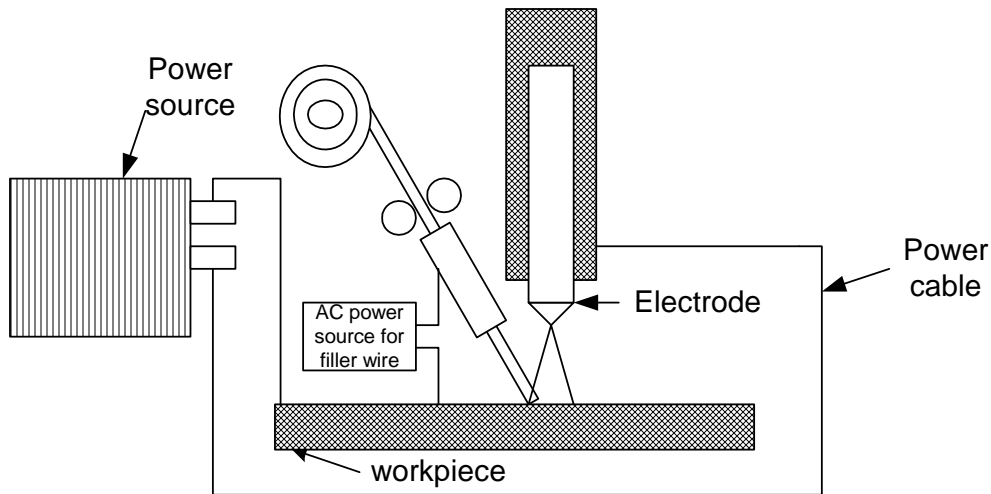 Power
source
AC power
source for
filler wire
Electrode
Power
cable
workpiece